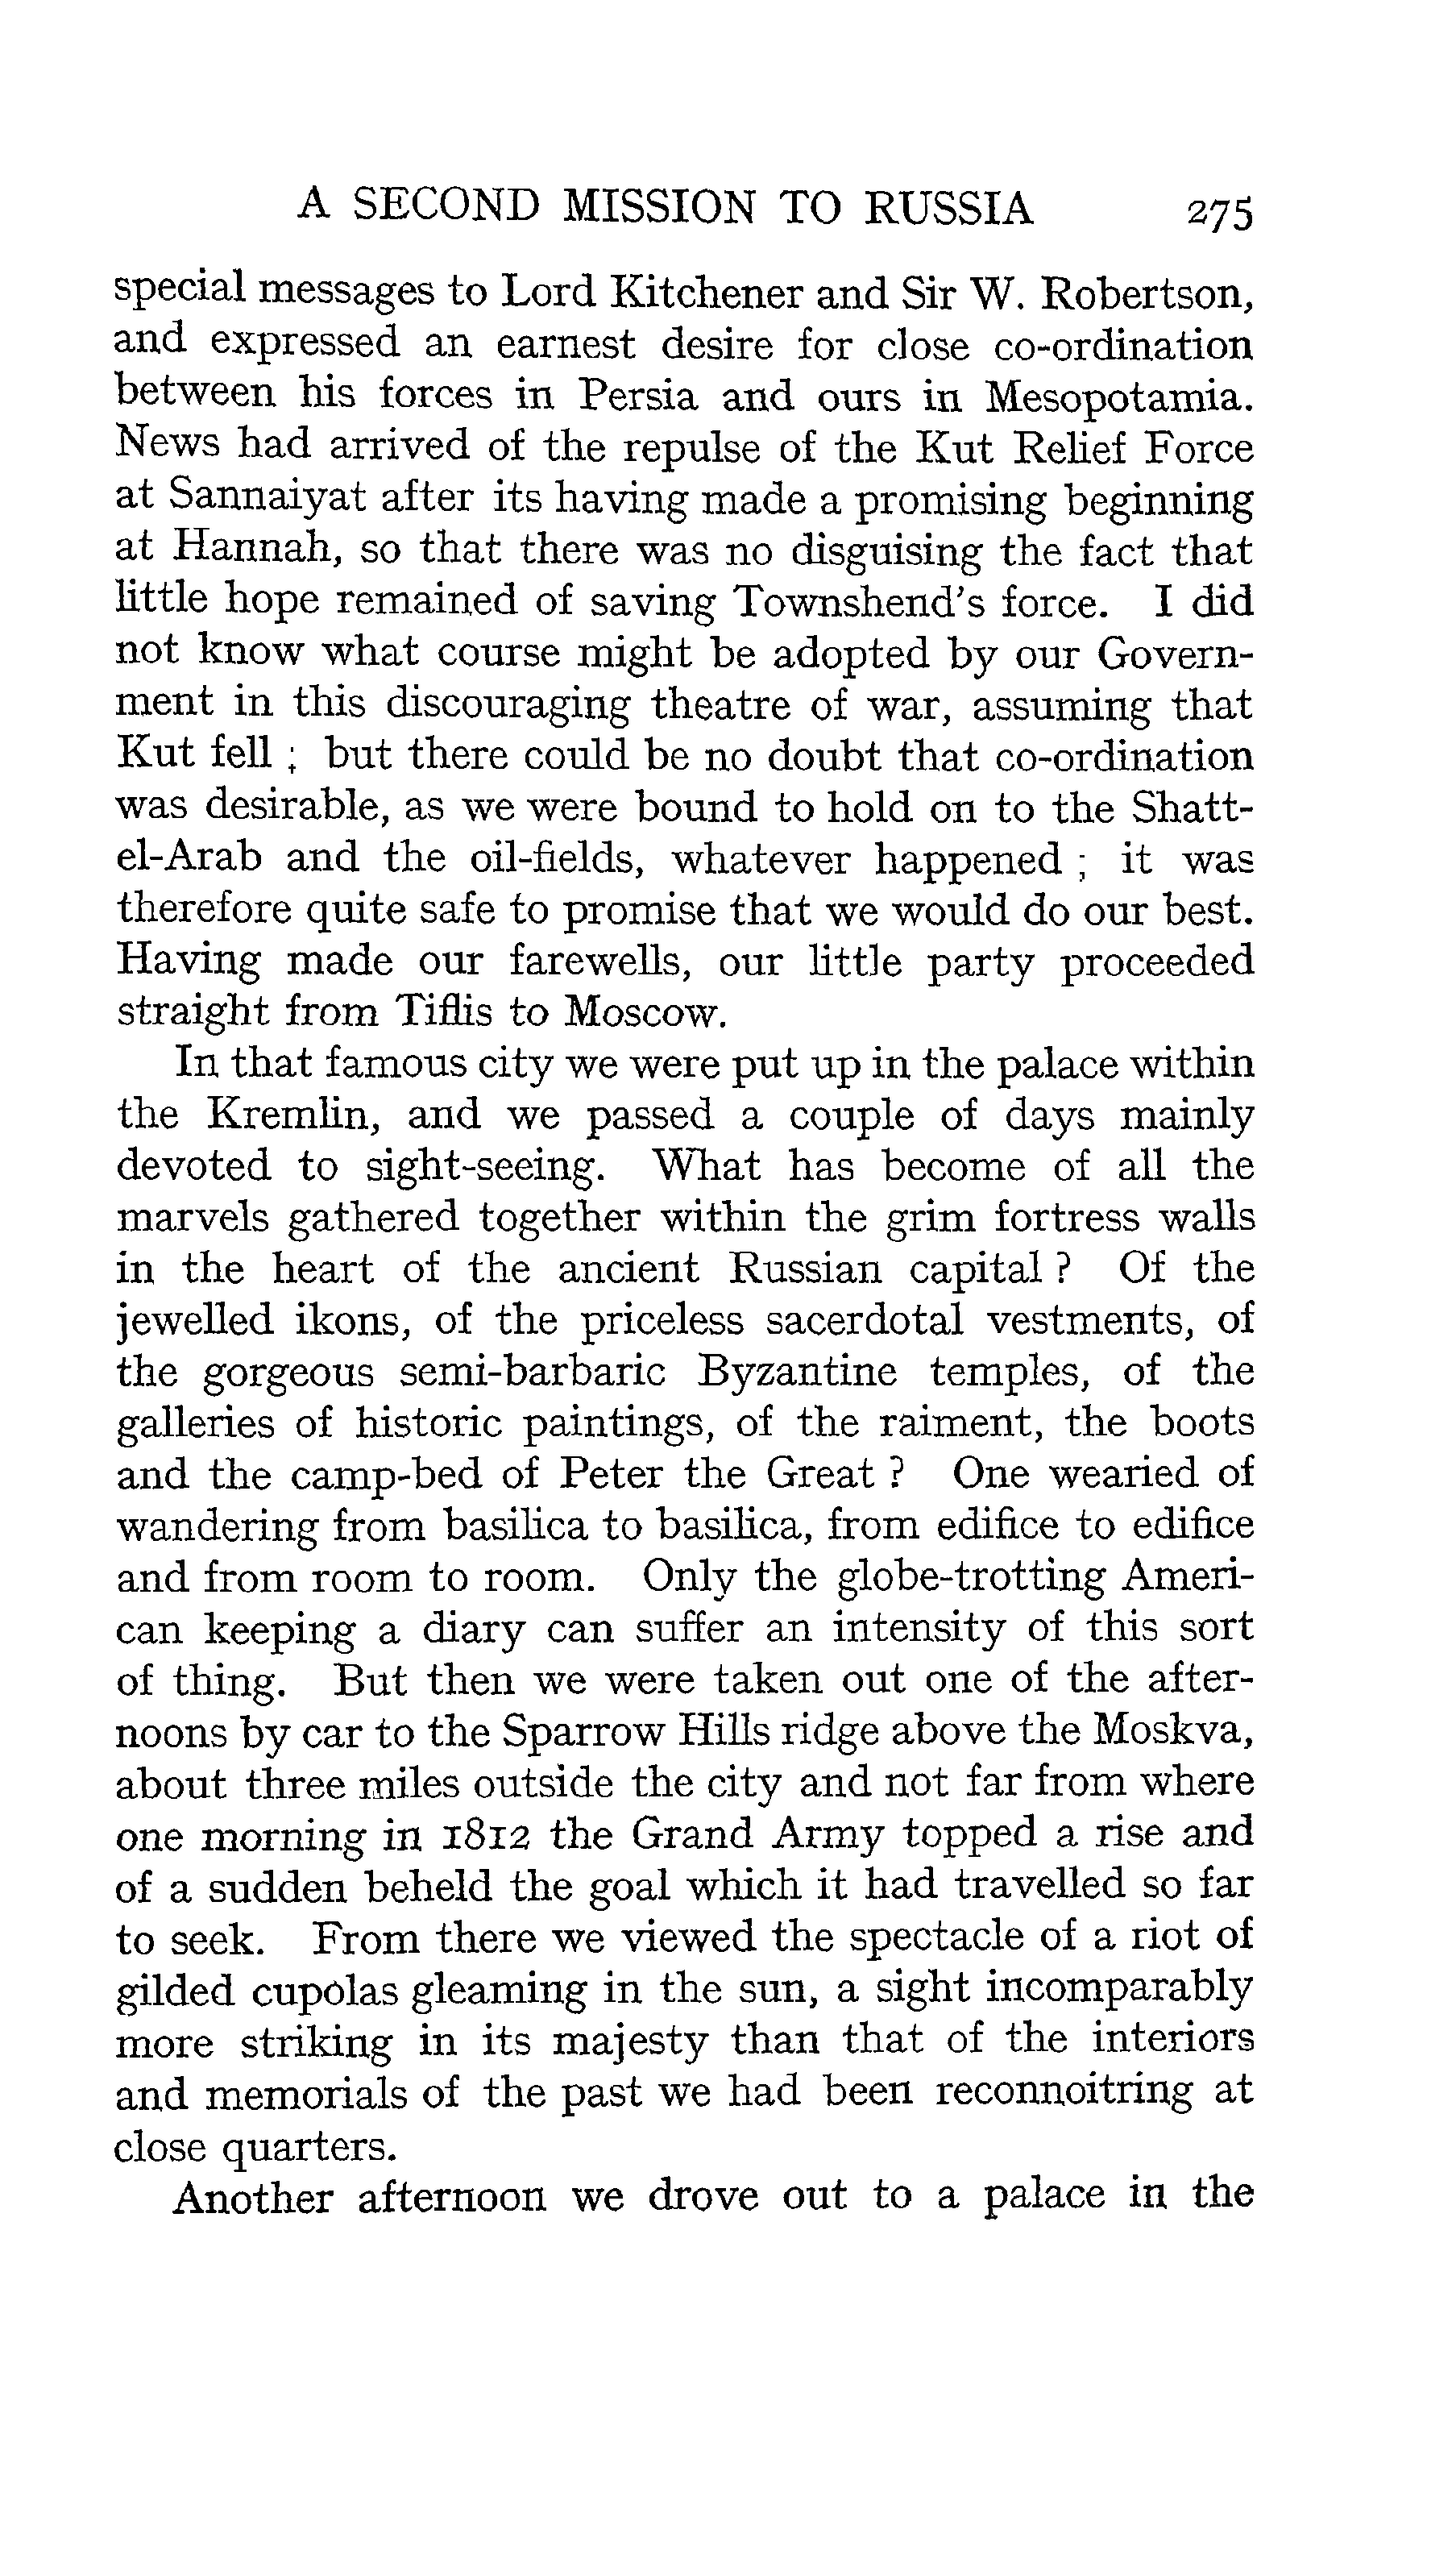 A SECOND MISSION TO RUSSIA 275
special messages to Lord Kitchener and Sir W. Robertson,
and expressed an earnest desire for close co-ordination
between his forces in Persia and ours in Mesopotamia.
News had arrived of the repulse of the Kut Relief Force
at Sannaiyat after its having made a promising beginning
at Hannah, so that there was no disguising the fact that
little hope remained of saving Townshend's force. I did
not know what course might be adopted by our Govern-
ment in this discouraging theatre of war, assuming that
Kut fell ; but there could be no doubt that co-ordination
was desirable, as we were bound to hold on to the Shatt-
el-Arab and the oil-fields, whatever happened ; it was
therefore quite safe to promise that we would do our best.
Having made our farewells, our little party proceeded
straight from Tiflis to Moscow.
In that famous city we were put up in the palace within
the Kremlin, and we passed a couple of days mainly
devoted to sight-seeing. What has become of all the
marvels gathered together within the grim fortress walls
in the heart of the ancient Russian capital ? Of the
jewelled ikons, of the priceless sacerdotal vestments, of
the gorgeous semi-barbaric Byzantine temples, of the
galleries of historic paintings, of the raiment, the boots
and the camp-bed of Peter the Great ? One wearied of
wandering from basilica to basilica, from edifice to edifice
and from room to room. Only the globe-trotting Ameri-
can keeping a diary can suffer an intensity of this sort
of thing. But then we were taken out one of the after-
noons by car to the Sparrow Hills ridge above the Moskva,
about three miles outside the city and not far from where
one morning in 1812 the Grand Army topped a rise and
of a sudden beheld the goal which it had travelled so far
to seek. From there we viewed the spectacle of a riot of
gilded cupolas gleaming in the sun, a sight incomparably
more striking in its majesty than that of the interiors
and memorials of the past we had been reconnoitring at
close quarters.
Another afternoon we drove out to a palace in the